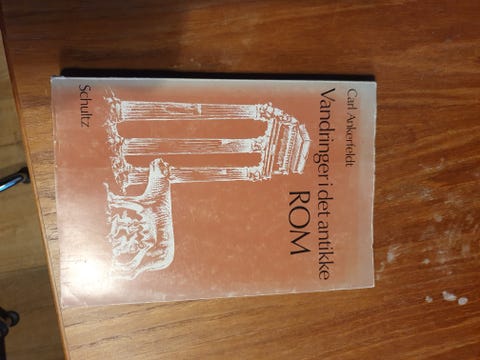 Carl Ankerfeldt
Vandringer i det antikke
ROM
Schultz